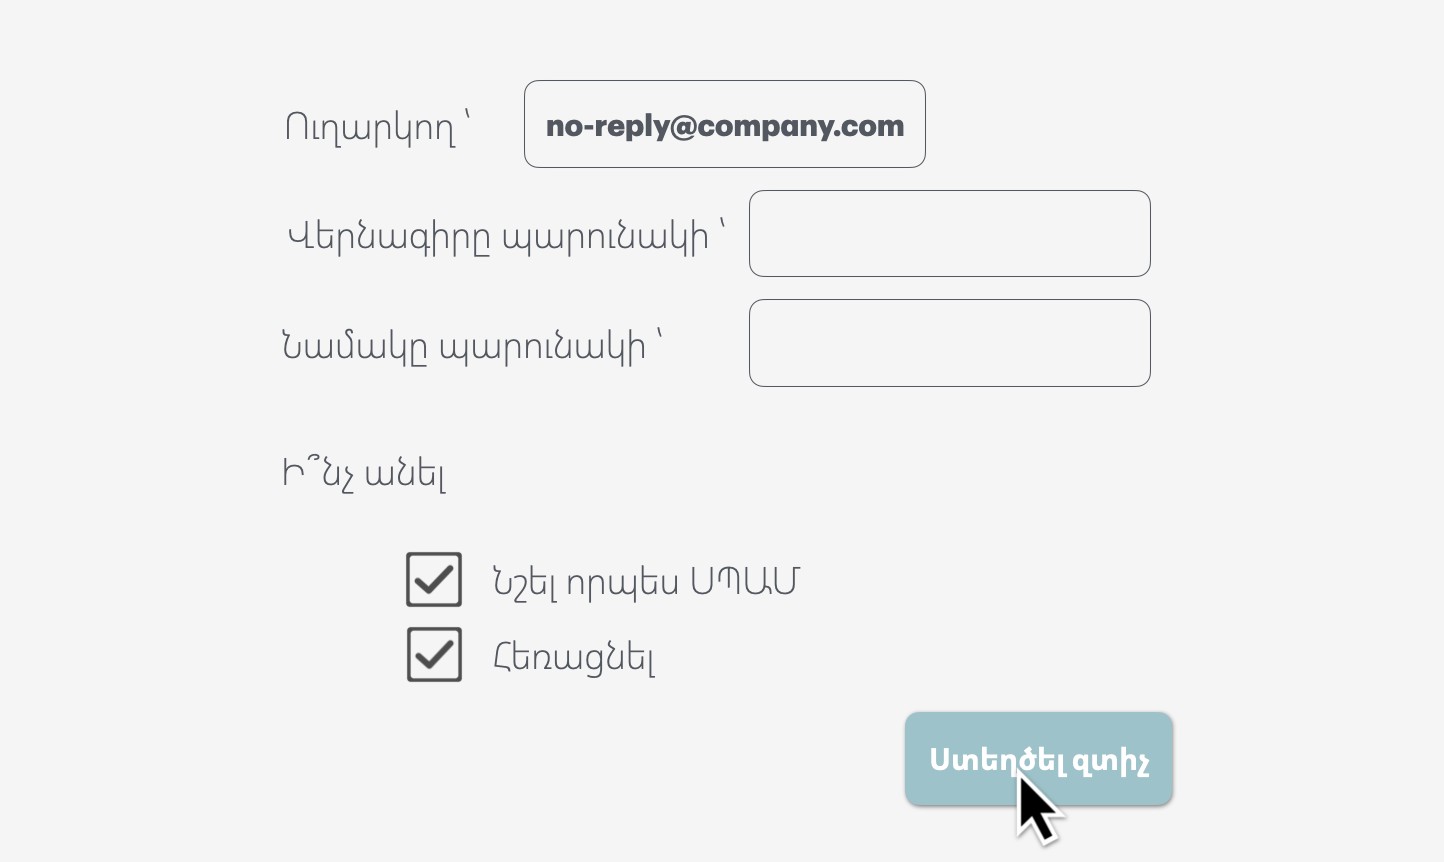 Ուղարկող ՝ no-reply@company.com
Վերնագիրը պարունակի ՝
Նամակը պարունակի ՝
Ի՞նչ անել
Նշել որպես ՍՊԱՄ
Հեռացնել
Ստեղծել զտիչ